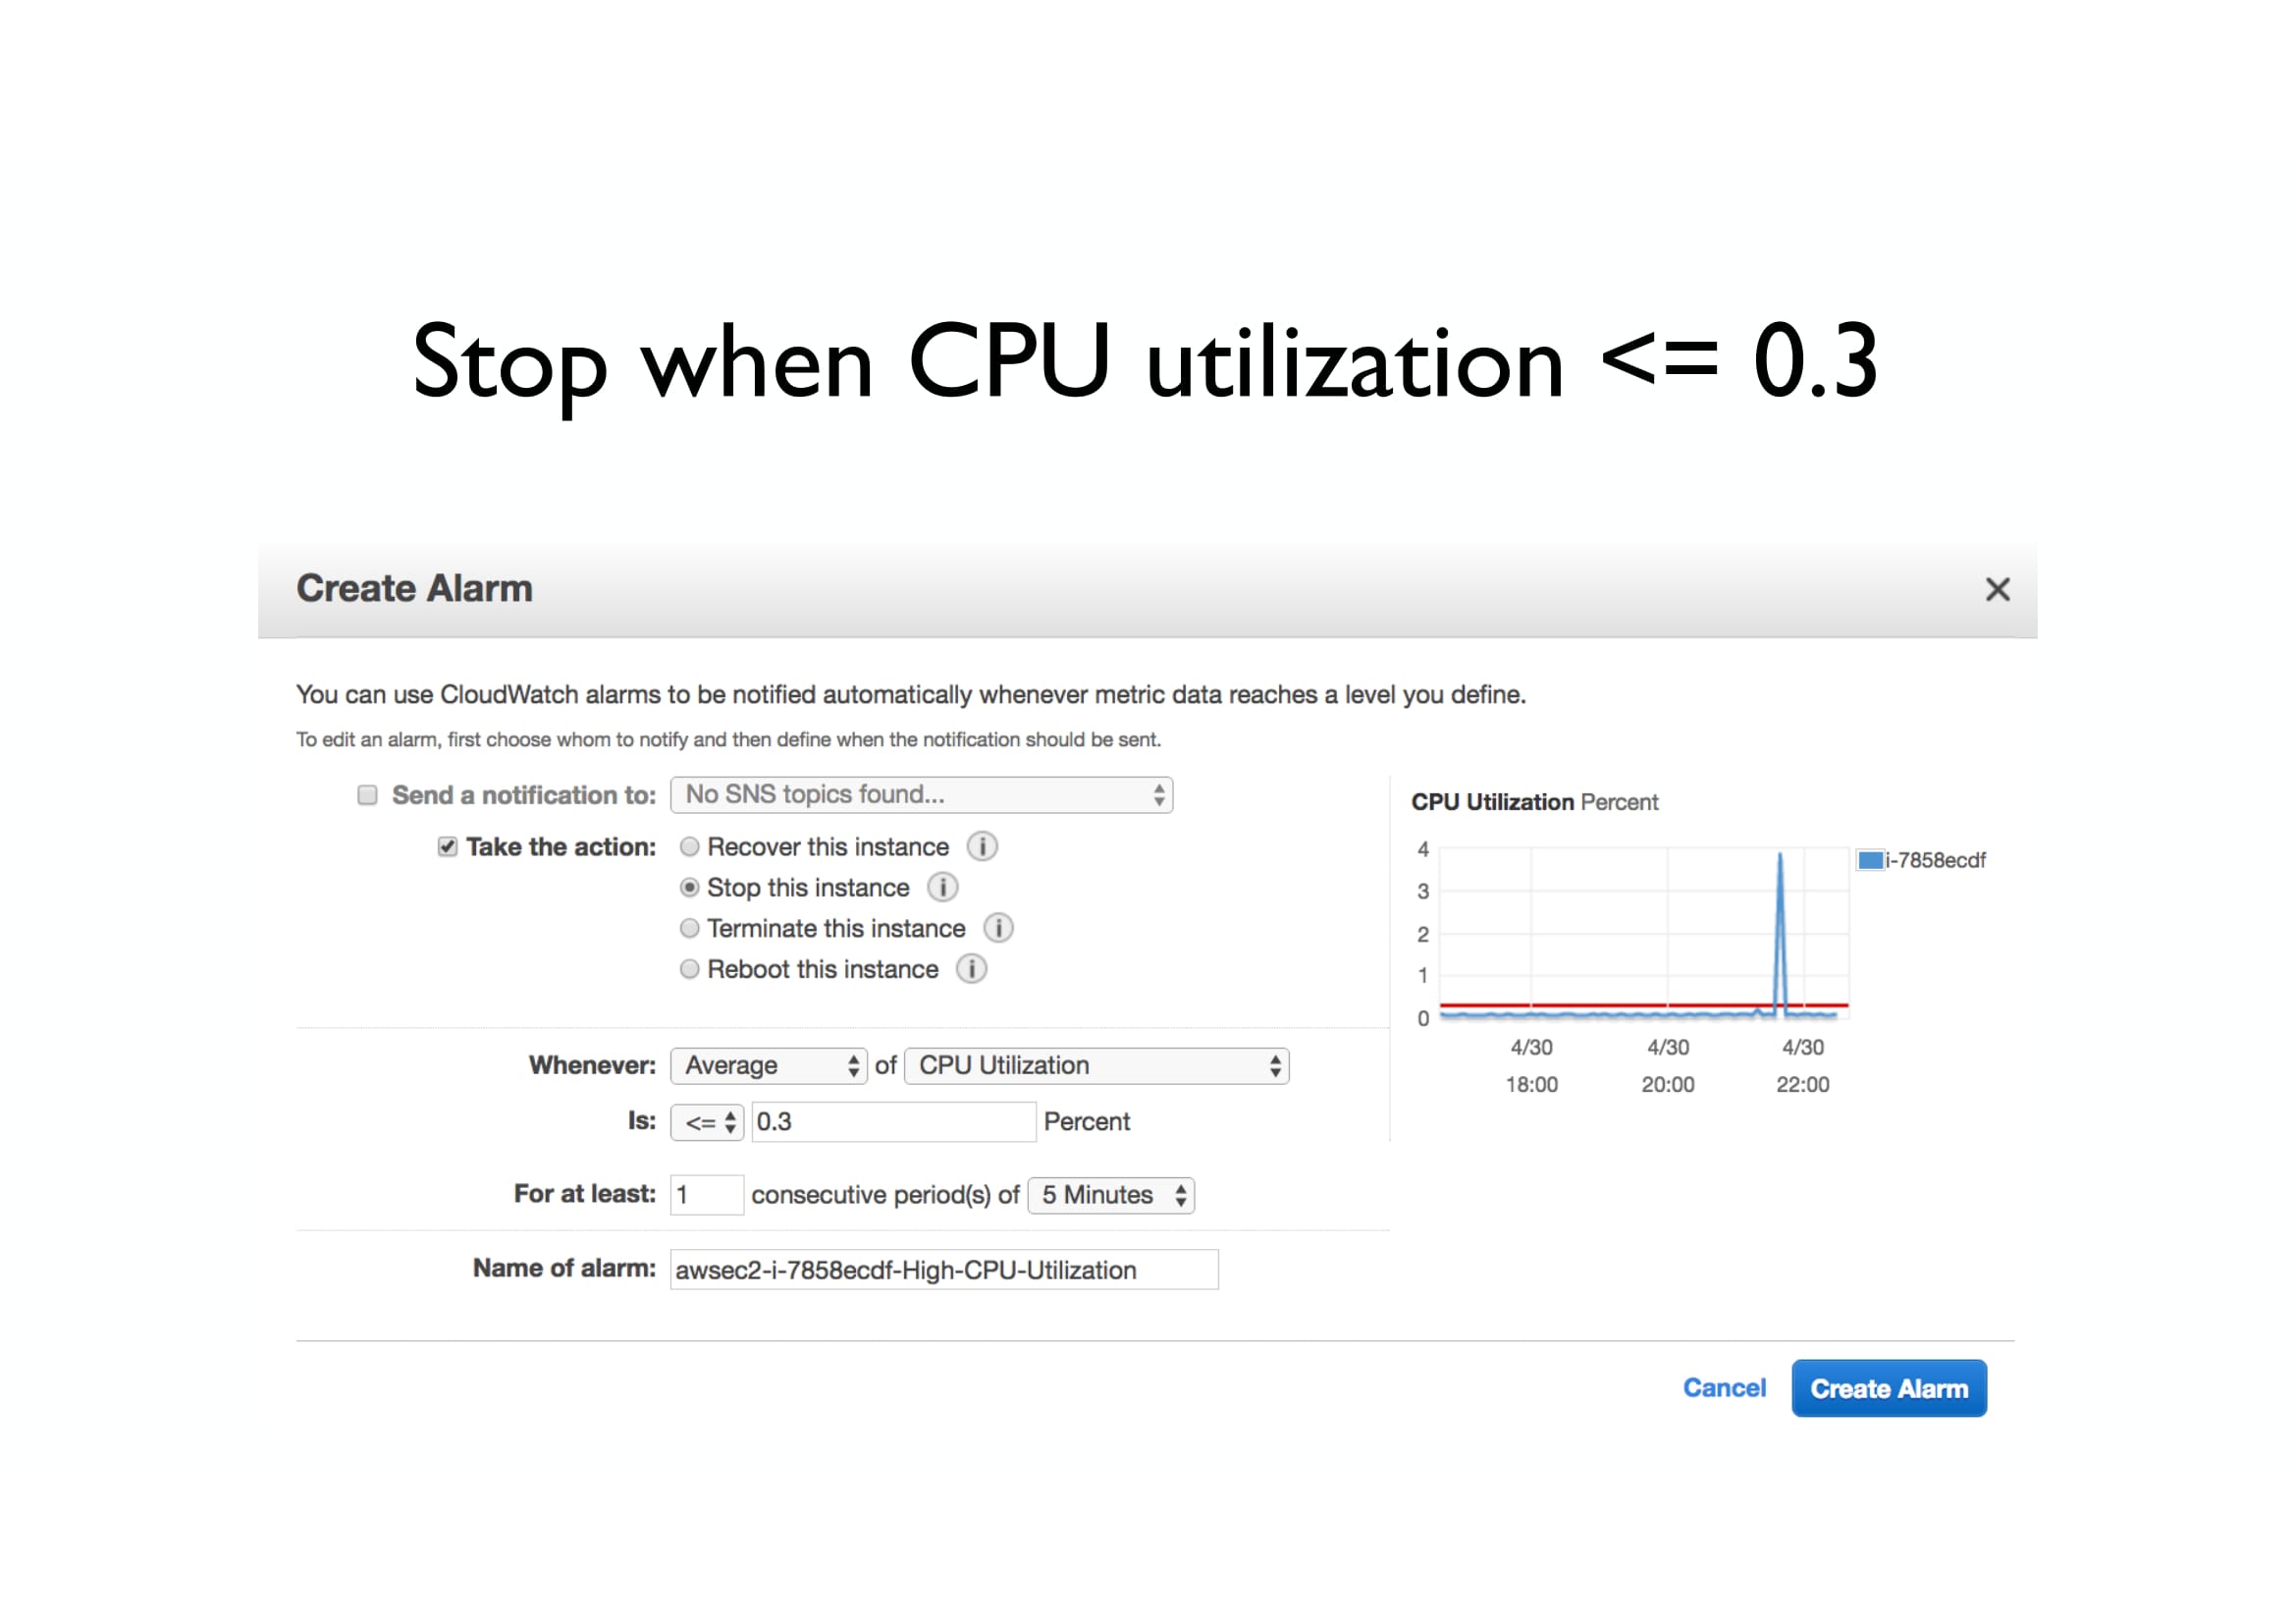 Stop when CPU utilization <= 0.3
Create Alarm
You can use CloudWatch alarms to be notified automatically whenever metric data reaches a level you define.
To edit an alarm, first choose whom to notify and then define when the notification should be sent.
Send a notification to: No SNS topics found...
Take the action: Recover this instance i
Stop this instance i
Terminate this instance i
Reboot this instance i
Whenever: Average of CPU Utilization
Is: <= 0.3 Percent
For at least: 1 consecutive period(s) of 5 Minutes
Name of alarm: awsec2-i-7858ecdf-High-CPU-Utilization
CPU Utilization Percent
4
3
2
1
0
i-7858ecdf
4/30 4/30 4/30
18:00 20:00 22:00
Cancel Create Alarm